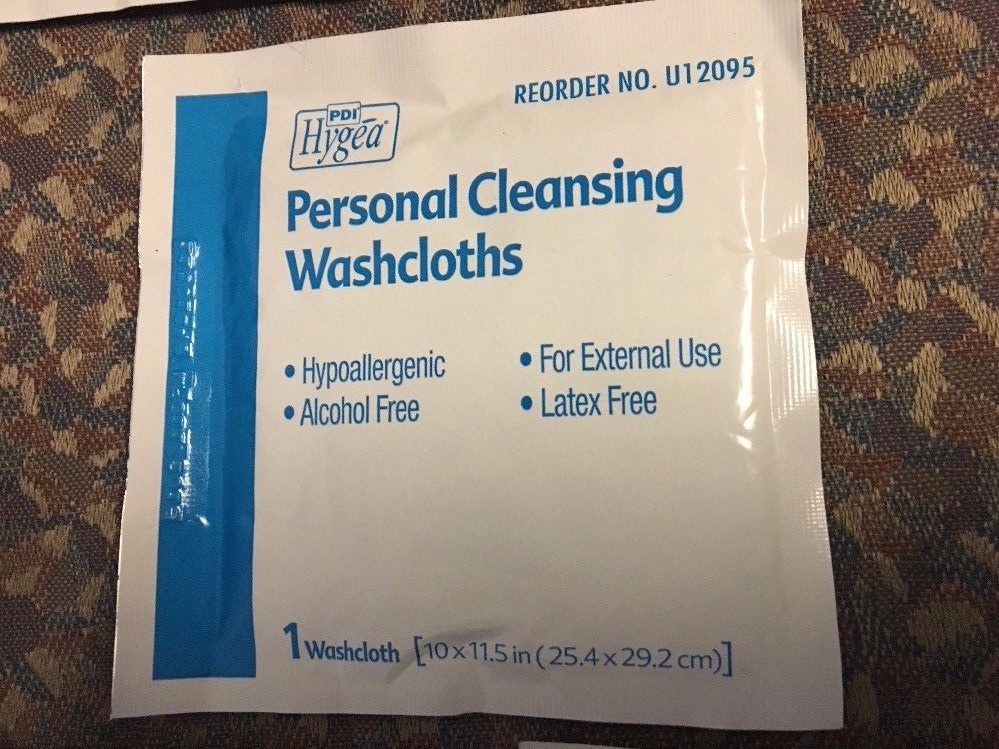 REORDER NO. U12095
PDI
Hygea®
Personal Cleansing
Washcloths
• Hypoallergenic
• For External Use
• Alcohol Free
• Latex Free
1 Washcloth [10 x 11.5 in (25.4 x 29.2 cm)]